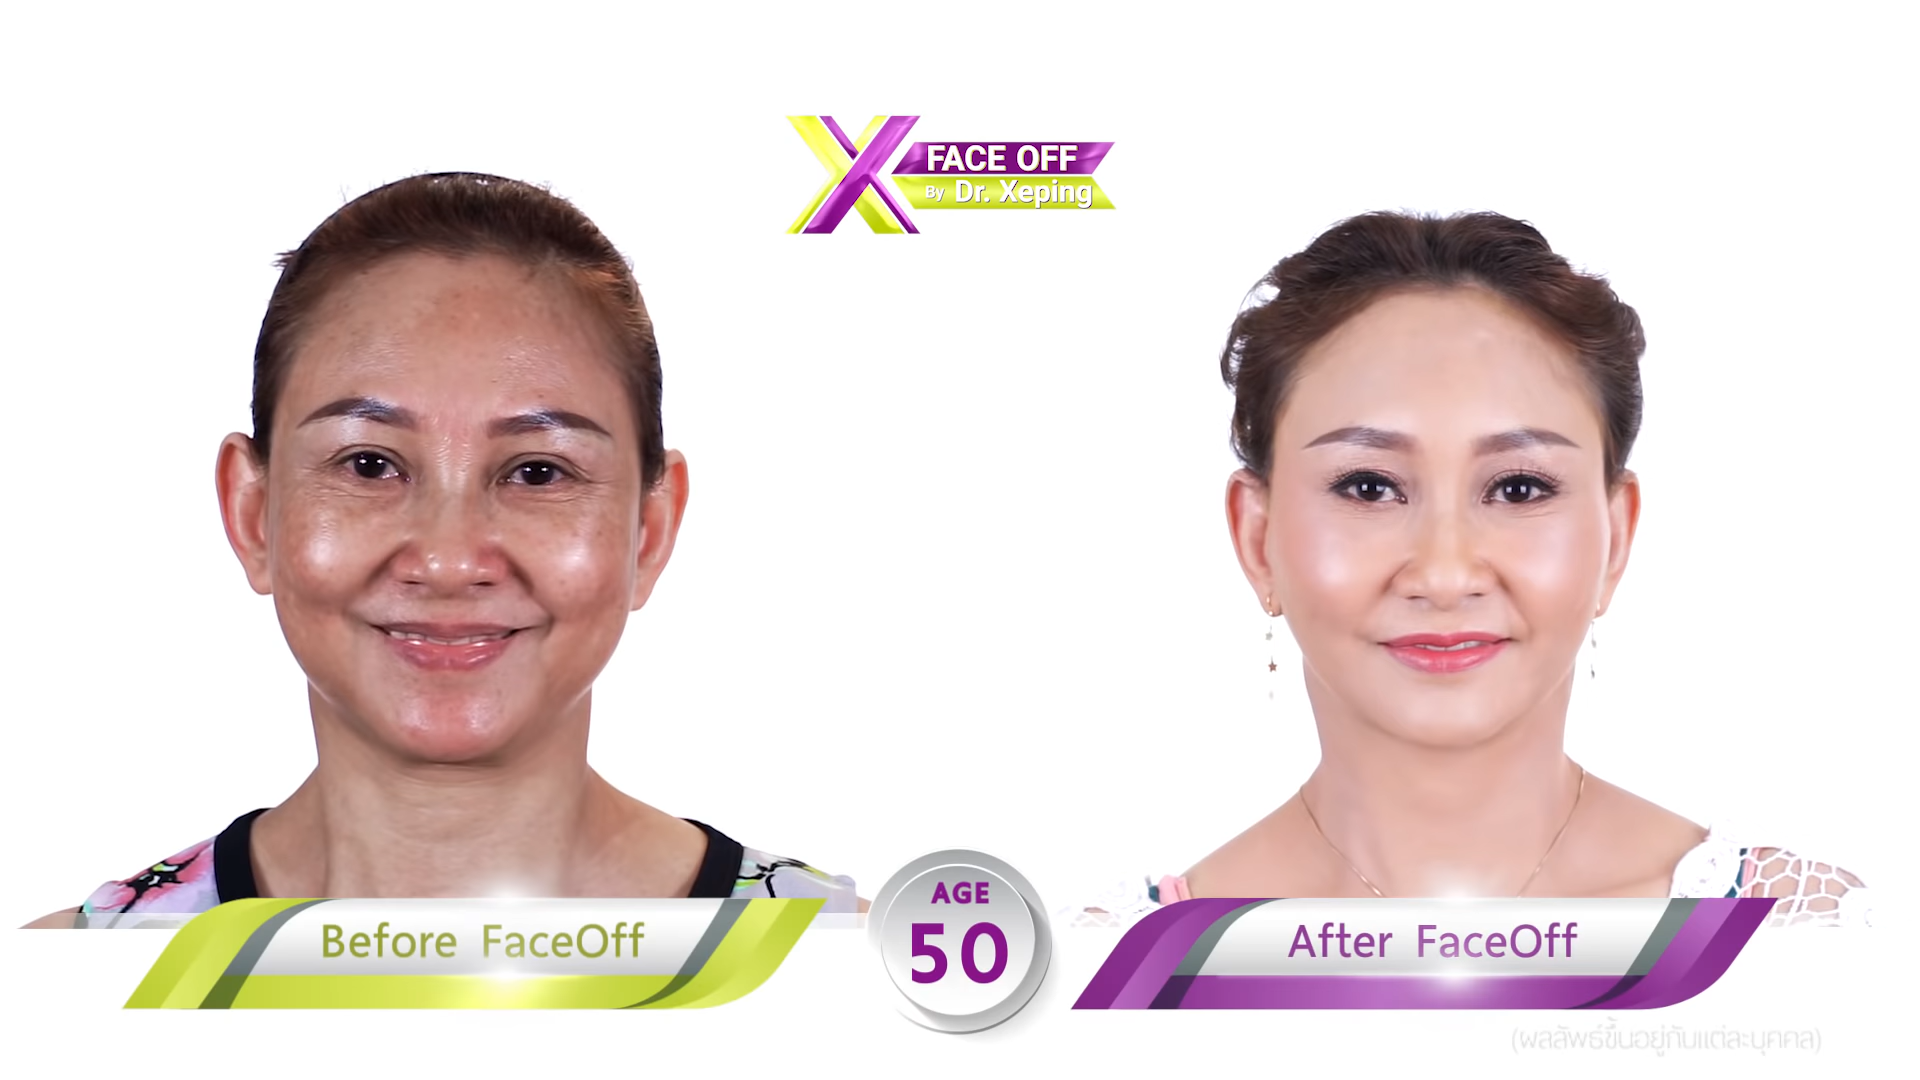 X FACE OFF
By Dr. Xeping
Before FaceOff
AGE
50
After FaceOff
(ผลลัพธ์ขึ้นอยู่กับแต่ละบุคคล)